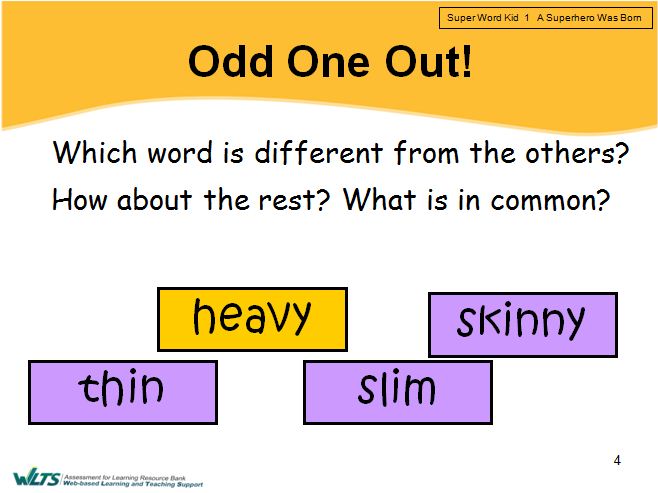 Super Word Kid 1 A Superhero Was Born
Odd One Out!
Which word is different from the others?
How about the rest? What is in common?
heavy
skinny
thin
slim
4
WLTS Assessment for Learning Resource Bank
Web-based Learning and Teaching Support